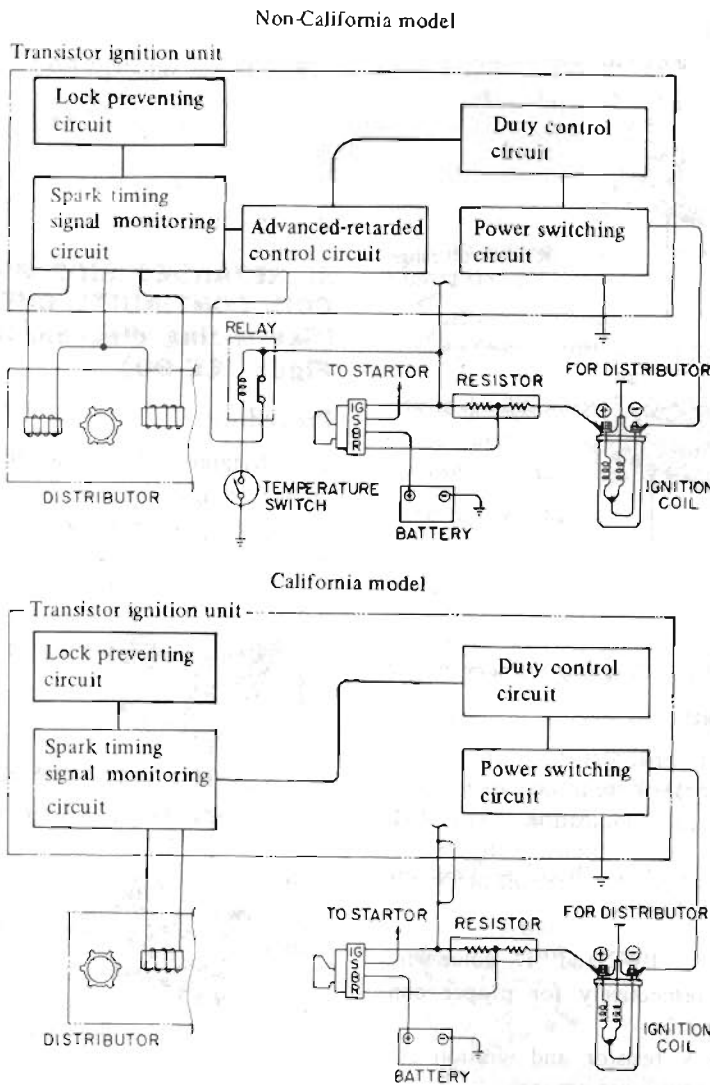 Non-California model
Transistor ignition unit
Lock preventing
circuit
Duty control
circuit
Spark timing
signal monitoring
circuit
Advanced-retarded
control circuit
Power switching
circuit
RELAY
TO STARTOR
RESISTOR
FOR DISTRIBUTOR
IG
S
B
R
DISTRIBUTOR
TEMPERATURE
SWITCH
BATTERY
IGNITION
COIL
California model
Transistor ignition unit
Lock preventing
circuit
Duty control
circuit
Spark timing
signal monitoring
circuit
Power switching
circuit
TO STARTOR
RESISTOR
FOR DISTRIBUTOR
IG
S
B
R
DISTRIBUTOR
BATTERY
IGNITION
COIL